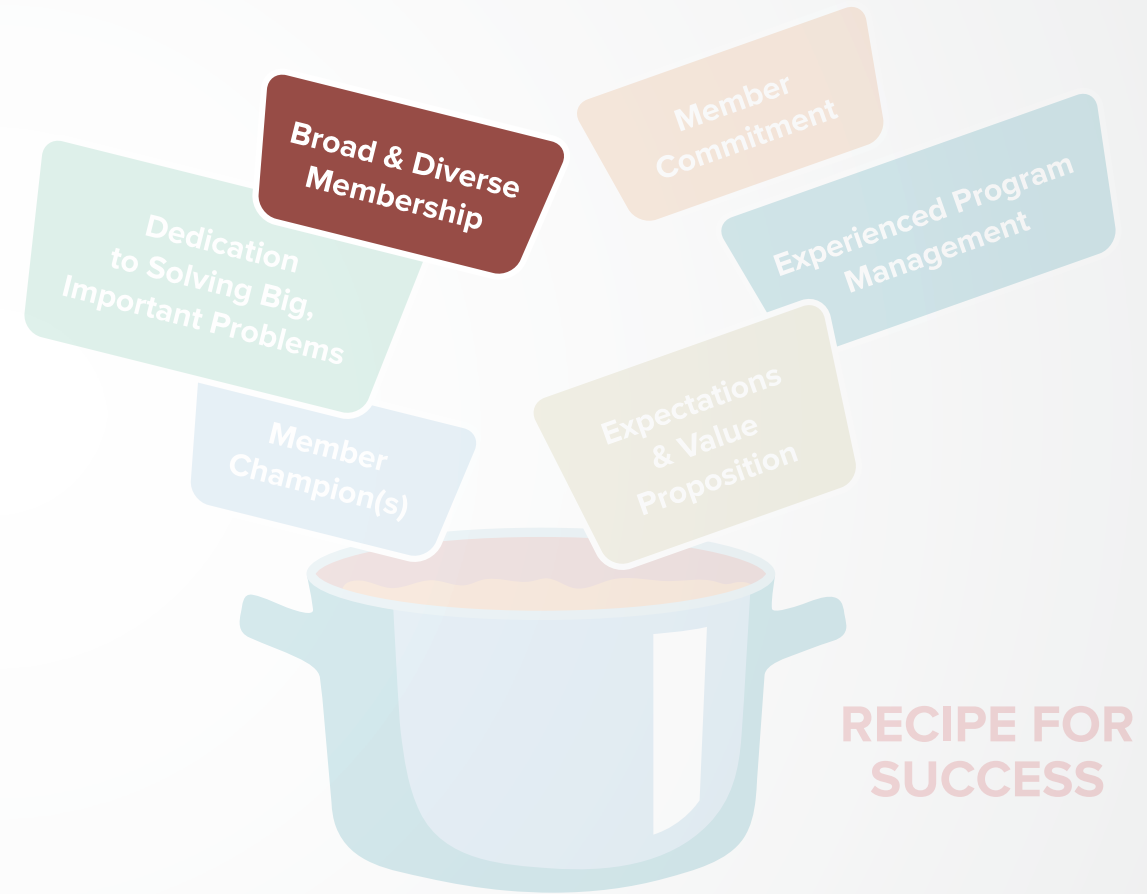 Broad & Diverse
Membership
Member
Commitment
Dedication
to Solving Big,
Important Problems
Experienced Program
Management
Member
Champion(s)
Expectations
& Value
Proposition
RECIPE FOR
SUCCESS